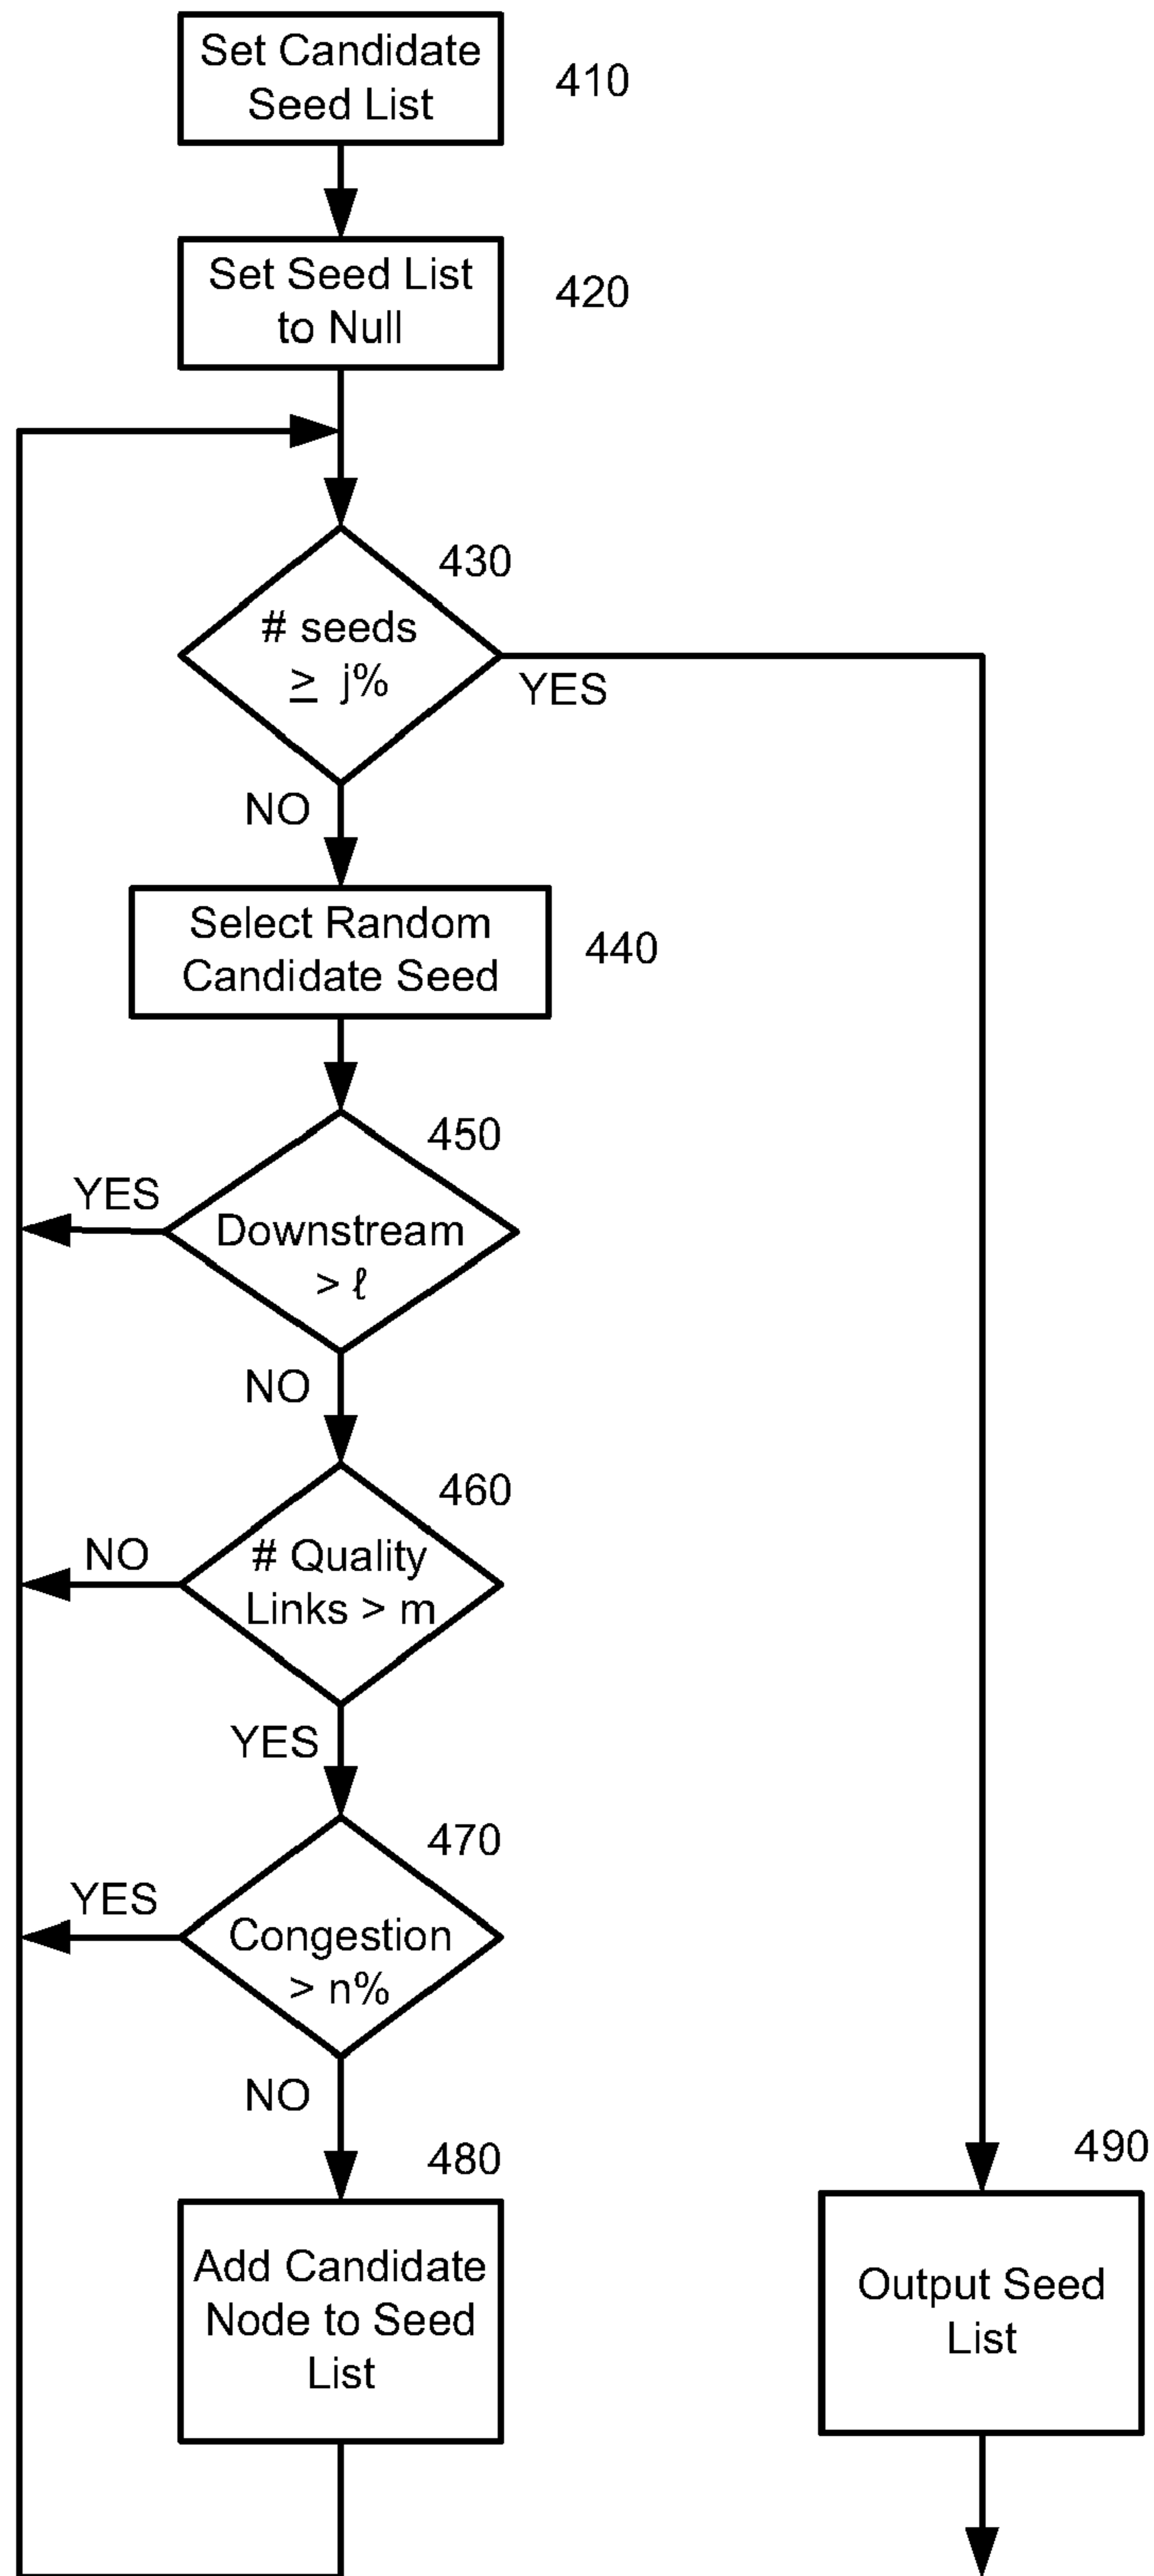 Set Candidate
Seed List
410
Set Seed List
to Null
420
430
# seeds
≥ j%
YES
NO
Select Random
Candidate Seed
440
450
YES
Downstream
> ℓ
NO
460
NO
# Quality
Links > m
YES
470
YES
Congestion
> n%
NO
480
Add Candidate
Node to Seed
List
490
Output Seed
List